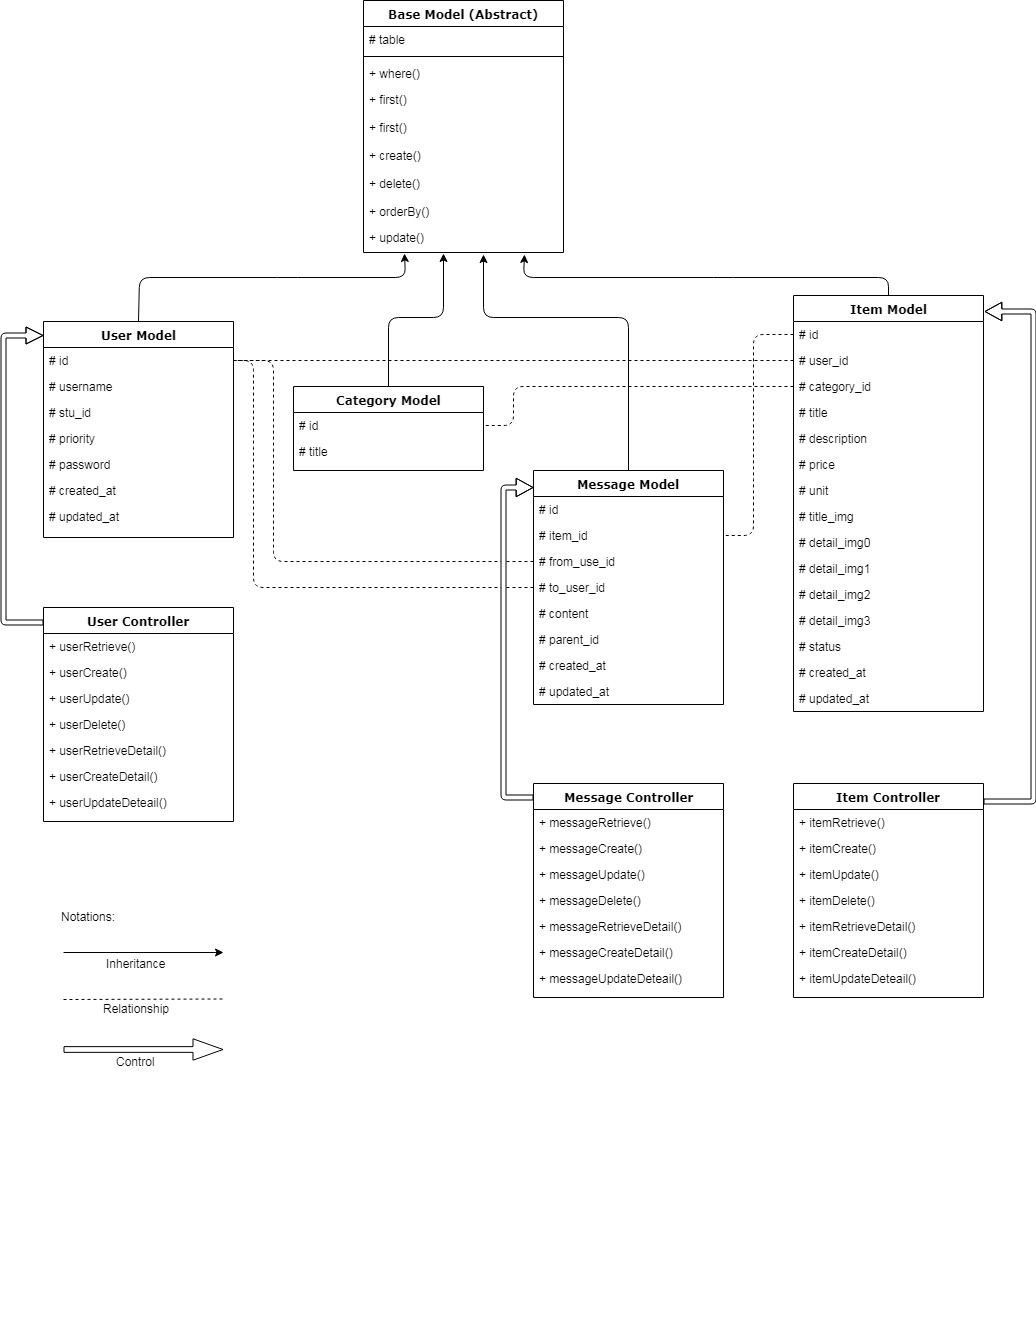 Base Model (Abstract)
# table
+ where()
+ first()
+ first()
+ create()
+ delete()
+ orderBy()
+ update()
User Model
# id
# username
# stu_id
# priority
# password
# created_at
# updated_at
Category Model
# id
# title
Message Model
# id
# item_id
# from_use_id
# to_user_id
# content
# parent_id
# created_at
# updated_at
Item Model
# id
# user_id
# category_id
# title
# description
# price
# unit
# title_img
# detail_img0
# detail_img1
# detail_img2
# detail_img3
# status
# created_at
# updated_at
User Controller
+ userRetrieve()
+ userCreate()
+ userUpdate()
+ userDelete()
+ userRetrieveDetail()
+ userCreateDetail()
+ userUpdateDeteail()
Message Controller
+ messageRetrieve()
+ messageCreate()
+ messageUpdate()
+ messageDelete()
+ messageRetrieveDetail()
+ messageCreateDetail()
+ messageUpdateDeteail()
Item Controller
+ itemRetrieve()
+ itemCreate()
+ itemUpdate()
+ itemDelete()
+ itemRetrieveDetail()
+ itemCreateDetail()
+ itemUpdateDeteail()
Notations:
Inheritance
Relationship
Control